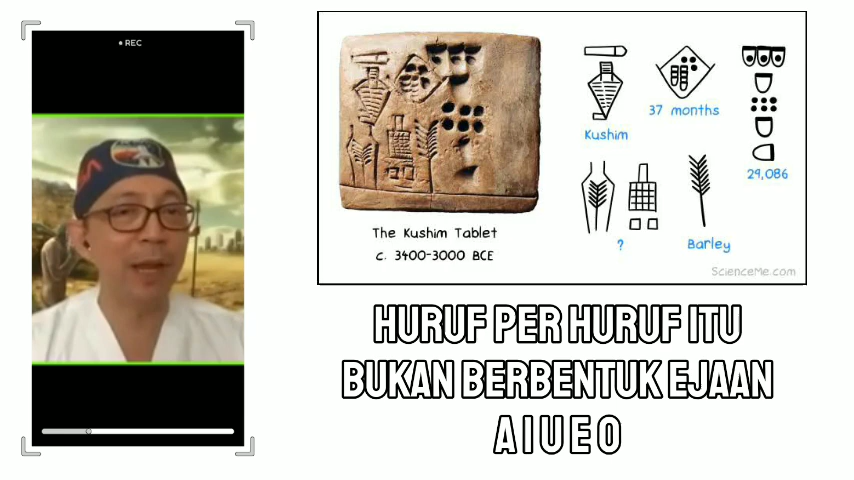 REC
Kushim
37 months
29,086
?
Barley
The Kushim Tablet
c. 3400-3000 BCE
ScienceMe.com
HURUF PER HURUF ITU
BUKAN BERBENTUK EJAAN
A I U E O